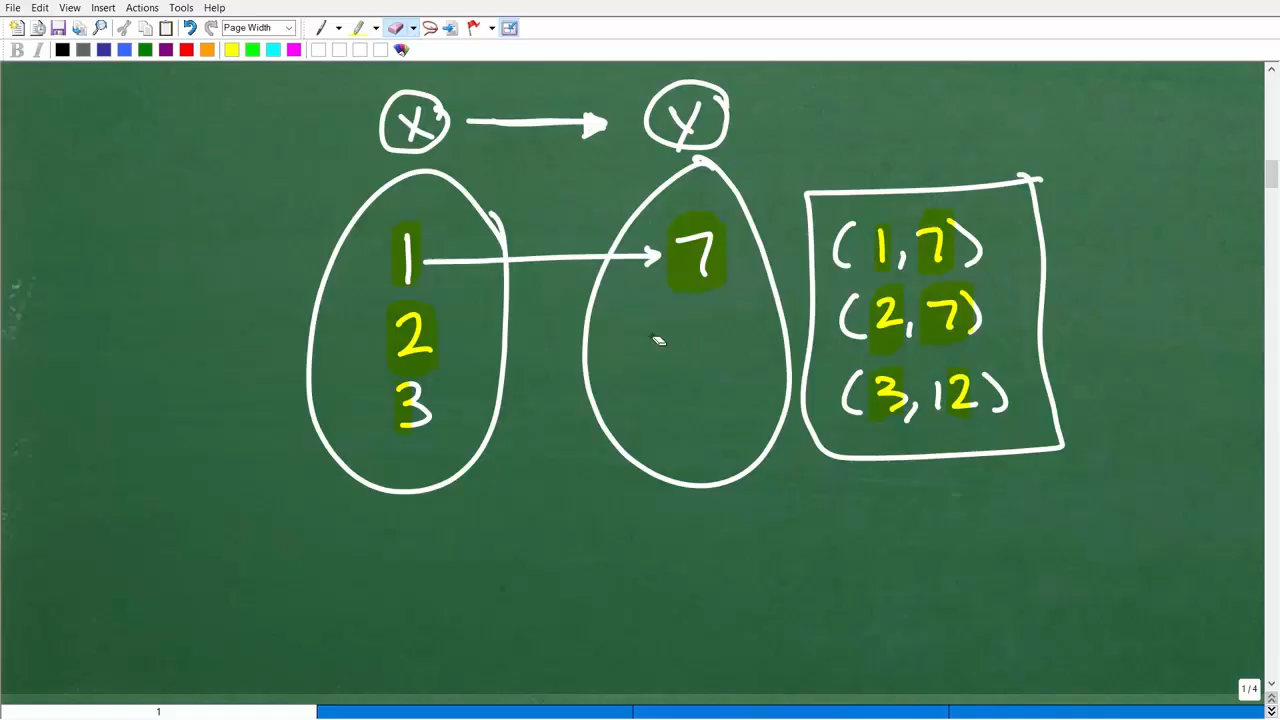 File Edit View Insert Actions Tools Help
Page Width
B I
X Y
1 7 (1,7)
2 (2,7)
3 (3,12)
1/4
1